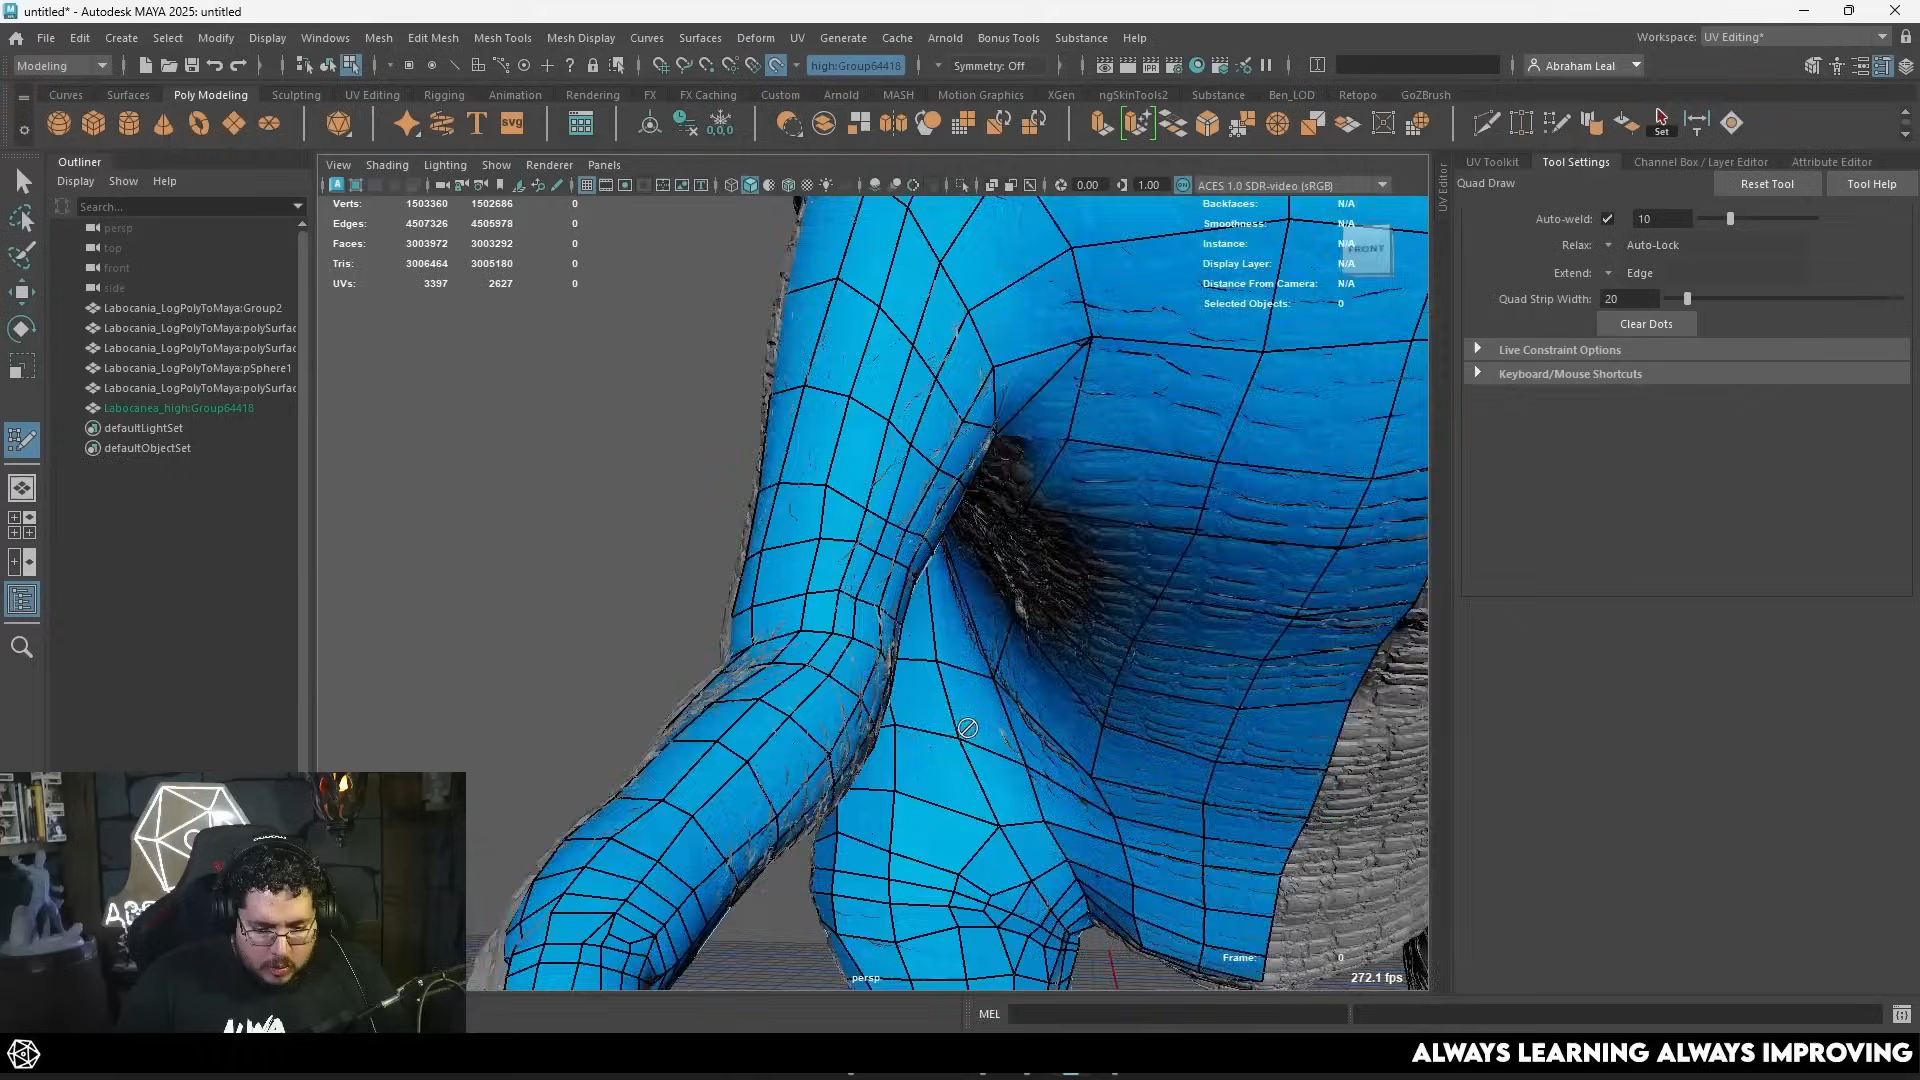 untitled* - Autodesk MAYA 2025: untitled
File Edit Create Select Modify Display Windows Mesh Edit Mesh Mesh Tools Mesh Display Curves Surfaces Deform UV Generate Cache Arnold Bonus Tools Substance Help
Workspace: UV Editing*
Modeling
high:Group64418
Symmetry: Off
Abraham Leal
Curves Surfaces Poly Modeling Sculpting UV Editing Rigging Animation Rendering FX FX Caching Custom Arnold MASH Motion Graphics XGen ngSkinTools2 Substance Ben_LOD Retopo GoZBrush
T
SVG
0,0,0
IPR
Set
Outliner
Display Show Help
Search...
persp
top
front
side
Labocania_LogPolyToMaya:Group2
Labocania_LogPolyToMaya:polySurfac
Labocania_LogPolyToMaya:polySurfac
Labocania_LogPolyToMaya:pSphere1
Labocania_LogPolyToMaya:polySurfac
Labocanea_high:Group64418
defaultLightSet
defaultObjectSet
View Shading Lighting Show Renderer Panels
0.00
1.00
ACES 1.0 SDR-video (sRGB)
Verts: 1503360 1502686 0
Edges: 4507326 4505978 0
Faces: 3003972 3003292 0
Tris: 3006464 3005180 0
UVs: 3397 2627 0
Backfaces: N/A
Smoothness: N/A
Instance: N/A
Display Layer: N/A
Distance From Camera: N/A
Selected Objects: 0
FRONT
Frame: 0
272.1 fps
persp
UV Editor
UV Toolkit Tool Settings Channel Box / Layer Editor Attribute Editor
Quad Draw
Reset Tool Tool Help
Auto-weld: 10
Relax: Auto-Lock
Extend: Edge
Quad Strip Width: 20
Clear Dots
Live Constraint Options
Keyboard/Mouse Shortcuts
MEL
ALWAYS LEARNING ALWAYS IMPROVING